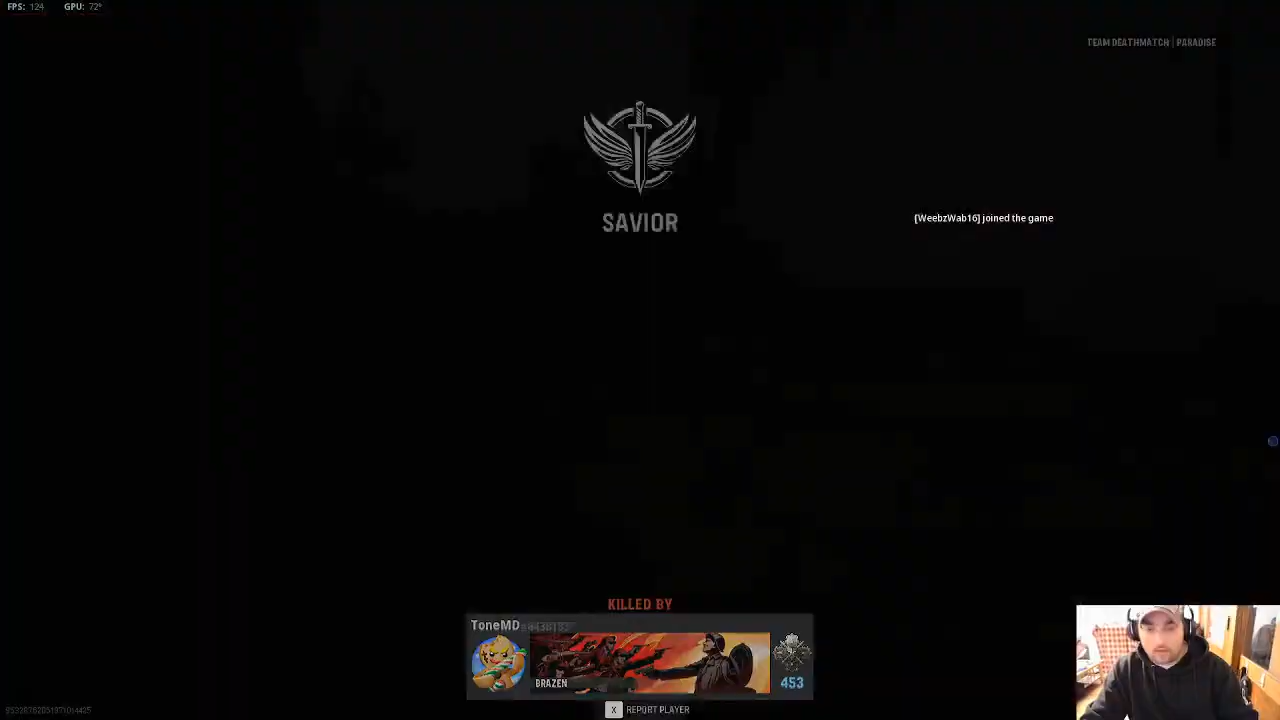 FPS: 124 GPU: 72°
TEAM DEATHMATCH | PARADISE
SAVIOR
[WeebzWab16] joined the game
KILLED BY
ToneMD
BRAZEN
453
X REPORT PLAYER